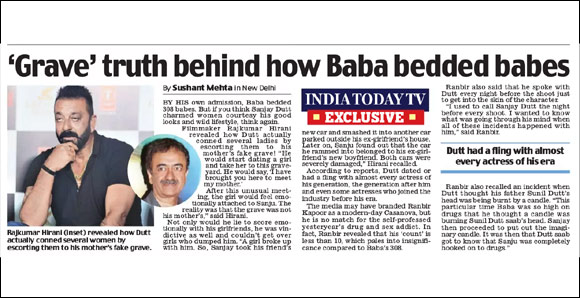 'Grave' truth behind how Baba bedded babes
By Sushant Mehta in New Delhi
BY HIS own admission, Baba bedded
308 babes. But if you think Sanjay Dutt
charmed women courtesy his good
looks and wild lifestyle, think again.
Filmmaker Rajkumar Hirani
revealed how Dutt actually
conned several ladies by
escorting them to his
mother's fake grave! "He
would start dating a girl
and take her to this grave-
yard. He would say, 'I have
brought you here to meet
my mother.'
After this unusual meet-
ing, the girl would feel emo-
tionally attached to Sanju. The
reality was that the grave was not
his mother's," said Hirani.
Not only would he lie to score emo-
tionally with his girlfriends, he was vin-
dictive as well and couldn't get over
girls who dumped him. "A girl broke up
with him. So, Sanjay took his friend's
Rajkumar Hirani (inset) revealed how Dutt
actually conned several women by
escorting them to his mother's fake grave.
INDIA TODAY TV
EXCLUSIVE
new car and smashed it into another car
parked outside his ex-girlfriend's house.
Later on, Sanju found out that the car
he rammed into belonged to his ex-girl-
friend's new boyfriend. Both cars were
severely damaged," Hirani recalled.
According to reports, Dutt dated or
had a fling with almost every actress of
his generation, the generation after him
and even some actresses who joined the
industry before his era.
The media may have branded Ranbir
Kapoor as a modern-day Casanova, but
he is no match for the self-professed
yesteryear's drug and sex addict. In
fact, Ranbir revealed that his 'count' is
less than 10, which pales into insignifi-
cance compared to Baba's 308.
Ranbir also said that he spoke with
Dutt every night before the shoot just
to get into the skin of the character.
"I used to call Sanjay Dutt the night
before every shoot. I wanted to know
what was going through his mind when
all of these incidents happened with
him," said Ranbir.
Dutt had a fling with almost
every actress of his era
Ranbir also recalled an incident when
Dutt thought his father Sunil Dutt's
head was being burnt by a candle. "This
particular time Baba was so high on
drugs that he thought a candle was
burning Sunil Dutt saab's head. Sanjay
then proceeded to put out the imagi-
nary candle. It was then that Dutt saab
got to know that Sanju was completely
hooked on to drugs."